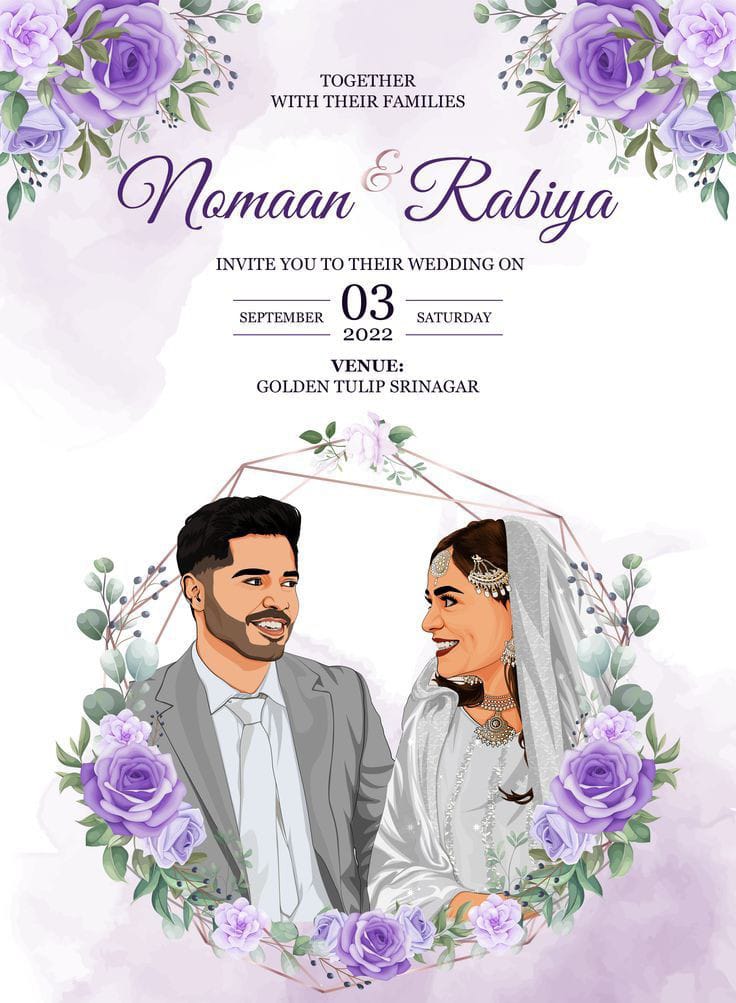 TOGETHER
WITH THEIR FAMILIES
Nomaan & Rabiya
INVITE YOU TO THEIR WEDDING ON
SEPTEMBER 03 SATURDAY
2022
VENUE:
GOLDEN TULIP SRINAGAR